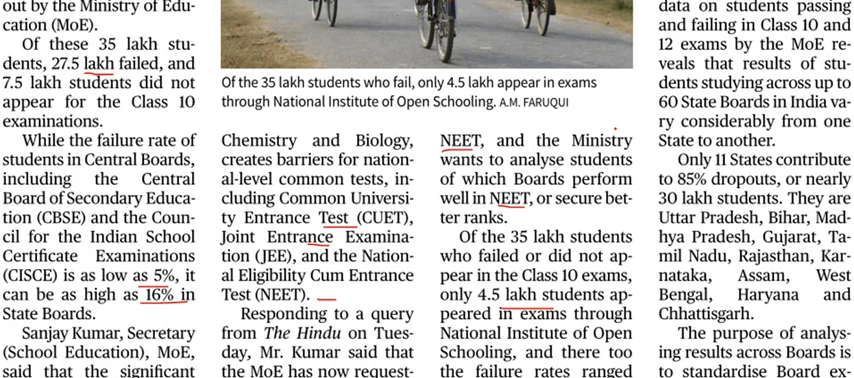 out by the Ministry of Edu-
cation (MoE).
Of these 35 lakh stu-
dents, 27.5 lakh failed, and
7.5 lakh students did not
appear for the Class 10
examinations.
While the failure rate of
students in Central Boards,
including the Central
Board of Secondary Educa-
tion (CBSE) and the Coun-
cil for the Indian School
Certificate Examinations
(CISCE) is as low as 5%, it
can be as high as 16% in
State Boards.
Sanjay Kumar, Secretary
(School Education), MoE,
said that the significant
Of the 35 lakh students who fail, only 4.5 lakh appear in exams
through National Institute of Open Schooling. A.M. FARUQUI
Chemistry and Biology,
creates barriers for nation-
al-level common tests, in-
cluding Common Universi-
ty Entrance Test (CUET),
Joint Entrance Examina-
tion (JEE), and the Nation-
al Eligibility Cum Entrance
Test (NEET).
Responding to a query
from The Hindu on Tues-
day, Mr. Kumar said that
the MoE has now request-
NEET, and the Ministry
wants to analyse students
of which Boards perform
well in NEET, or secure bet-
ter ranks.
Of the 35 lakh students
who failed or did not ap-
pear in the Class 10 exams,
only 4.5 lakh students ap-
peared in exams through
National Institute of Open
Schooling, and there too
the failure rates ranged
data on students passing
and failing in Class 10 and
12 exams by the MoE re-
veals that results of stu-
dents studying across up to
60 State Boards in India va-
ry considerably from one
State to another.
Only 11 States contribute
to 85% dropouts, or nearly
30 lakh students. They are
Uttar Pradesh, Bihar, Mad-
hya Pradesh, Gujarat, Ta-
mil Nadu, Rajasthan, Kar-
nataka, Assam, West
Bengal, Haryana and
Chhattisgarh.
The purpose of analys-
ing results across Boards is
to standardise Board ex-